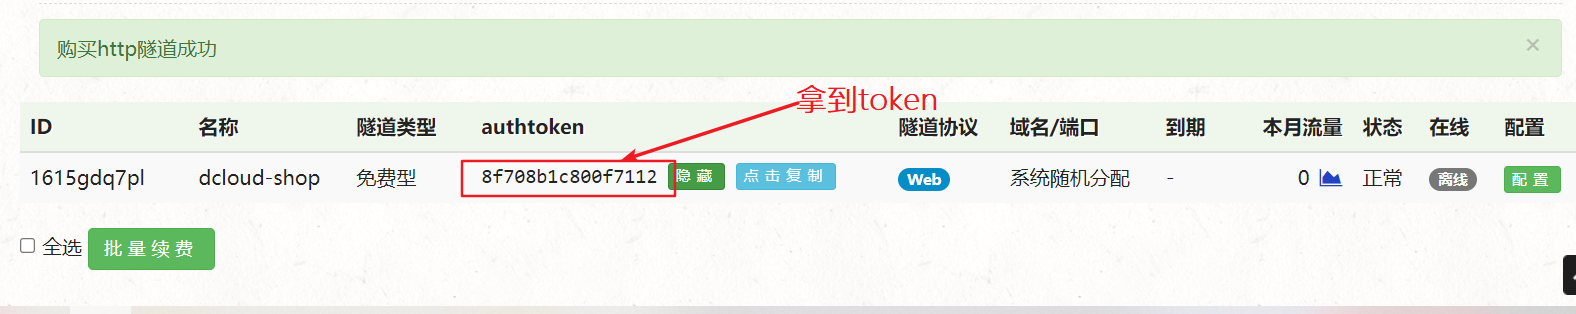 购买http隧道成功 ×
拿到token
ID 名称 隧道类型 authtoken 隧道协议 域名/端口 到期 本月流量 状态 在线 配置
1615gdq7pl dcloud-shop 免费型 8f708b1c800f7112 隐藏 点击复制 Web 系统随机分配 - 0 正常 离线 配置
全选 批量续费